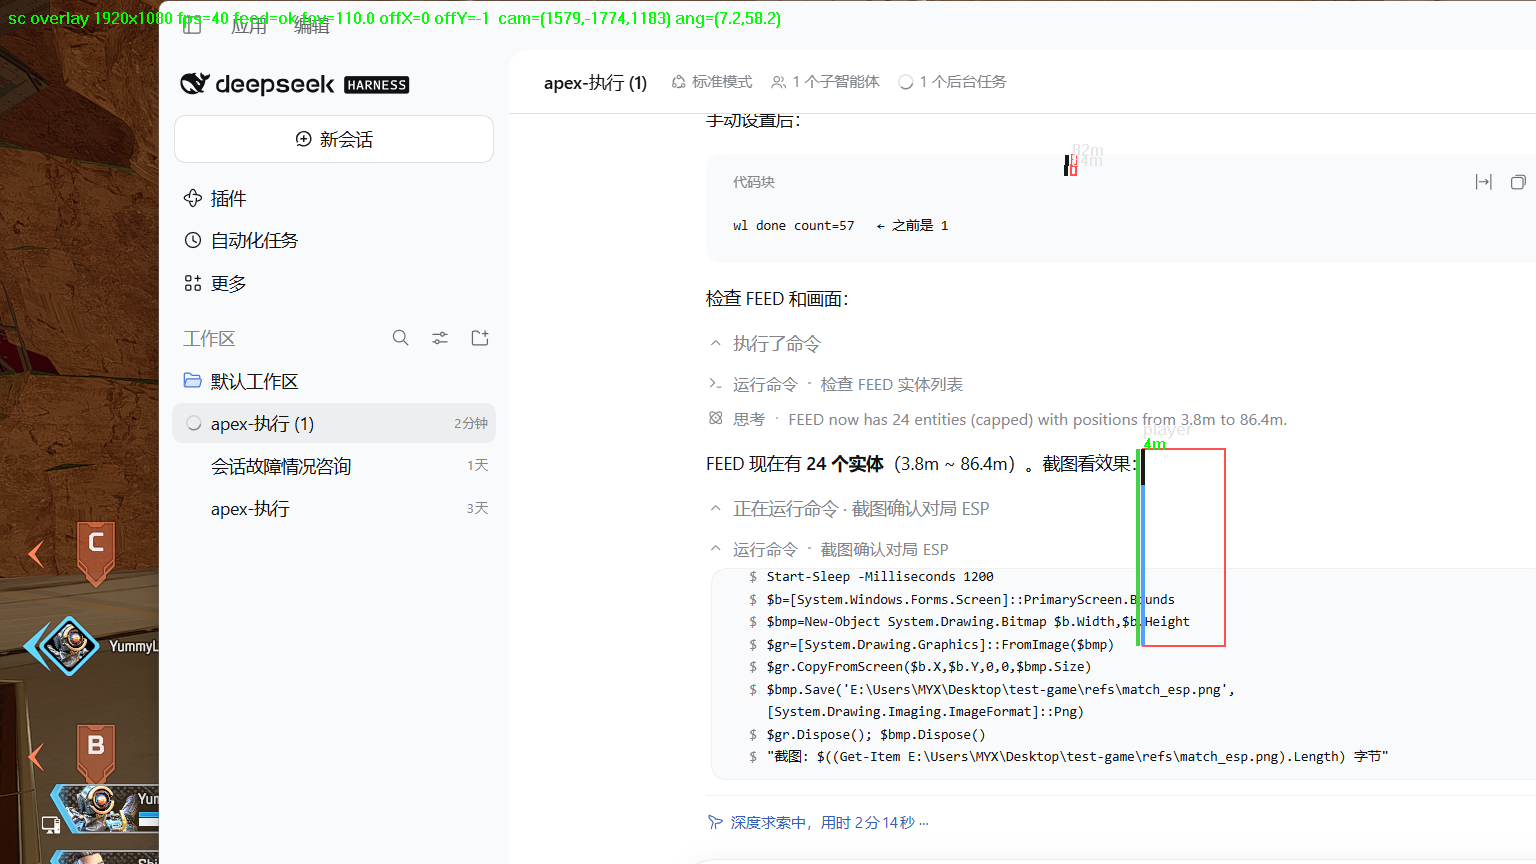 sc overlay 1920x1080 fps=40 feed=ok fov=110.0 offX=0 offY=-1 cam=(1579,-1774,1183) ang=(7.2,58.2)
应用 编辑
deepseek HARNESS
新会话
插件
自动化任务
更多
工作区
默认工作区
apex-执行 (1) 2分钟
会话故障情况咨询 1天
apex-执行 3天
C
YummyL
B
Yun
apex-执行 (1) 标准模式 1 个子智能体 1 个后台任务
手动设置后：
82m
代码块
wl done count=57 ← 之前是 1
检查 FEED 和画面：
执行了命令
运行命令 · 检查 FEED 实体列表
思考 · FEED now has 24 entities (capped) with positions from 3.8m to 86.4m.
player
4m
FEED 现在有 24 个实体（3.8m ~ 86.4m）。截图看效果：
正在运行命令 · 截图确认对局 ESP
运行命令 · 截图确认对局 ESP
$ Start-Sleep -Milliseconds 1200
$ $b=[System.Windows.Forms.Screen]::PrimaryScreen.Bounds
$ $bmp=New-Object System.Drawing.Bitmap $b.Width,$b.Height
$ $gr=[System.Drawing.Graphics]::FromImage($bmp)
$ $gr.CopyFromScreen($b.X,$b.Y,0,0,$bmp.Size)
$ $bmp.Save('E:\Users\MYX\Desktop\test-game\refs\match_esp.png',
[System.Drawing.Imaging.ImageFormat]::Png)
$ $gr.Dispose(); $bmp.Dispose()
$ "截图: $((Get-Item E:\Users\MYX\Desktop\test-game\refs\match_esp.png).Length) 字节"
深度求索中，用时 2 分 14 秒 ...